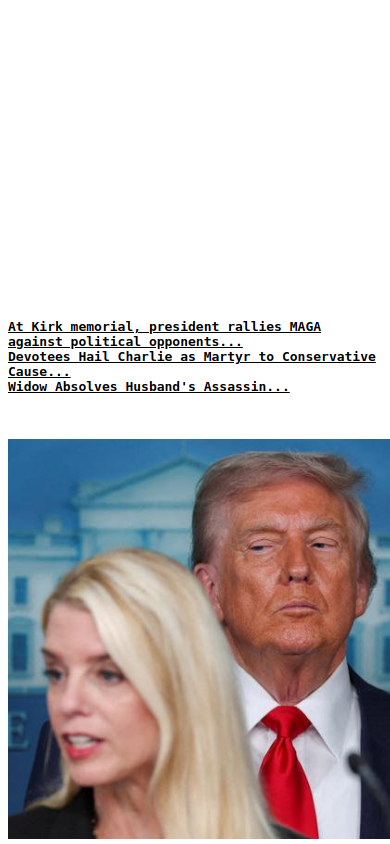 At Kirk memorial, president rallies MAGA
against political opponents...
Devotees Hail Charlie as Martyr to Conservative
Cause...
Widow Absolves Husband's Assassin...